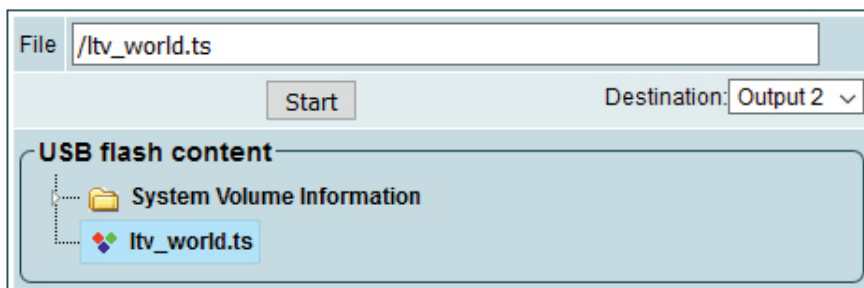 File /ltv_world.ts
Start Destination: Output 2
USB flash content
System Volume Information
ltv_world.ts